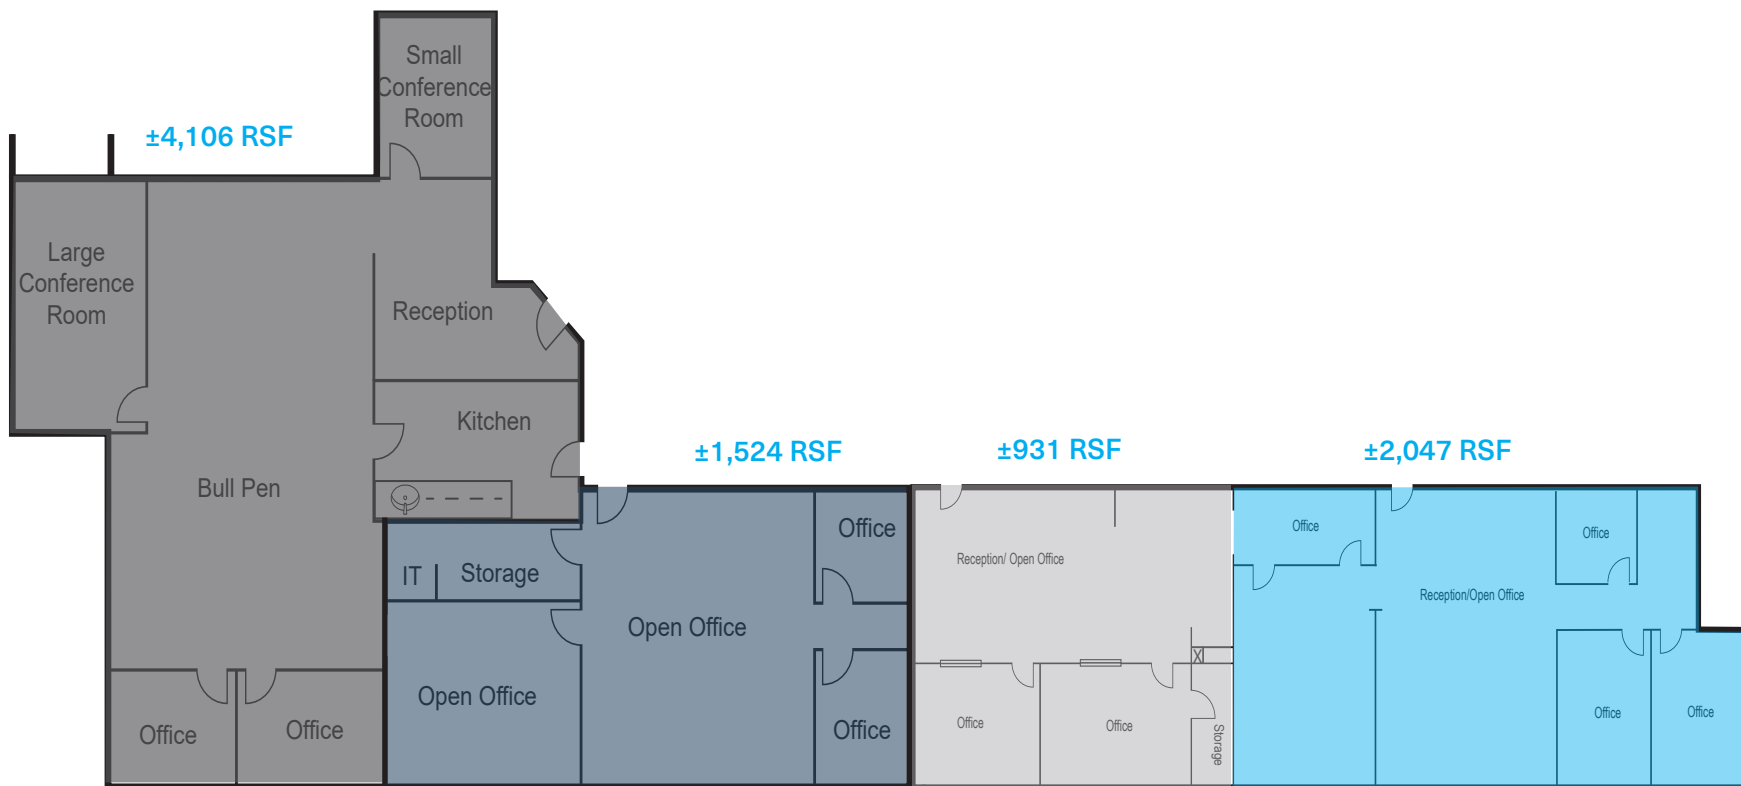 Small
Conference
Room
±4,106 RSF
Large
Conference
Room
Reception
Kitchen
Bull Pen
Office
Office
±1,524 RSF
Office
IT
Storage
Open Office
Open Office
Office
±931 RSF
Reception/ Open Office
Office
Office
Storage
±2,047 RSF
Office
Office
Reception/Open Office
Office
Office